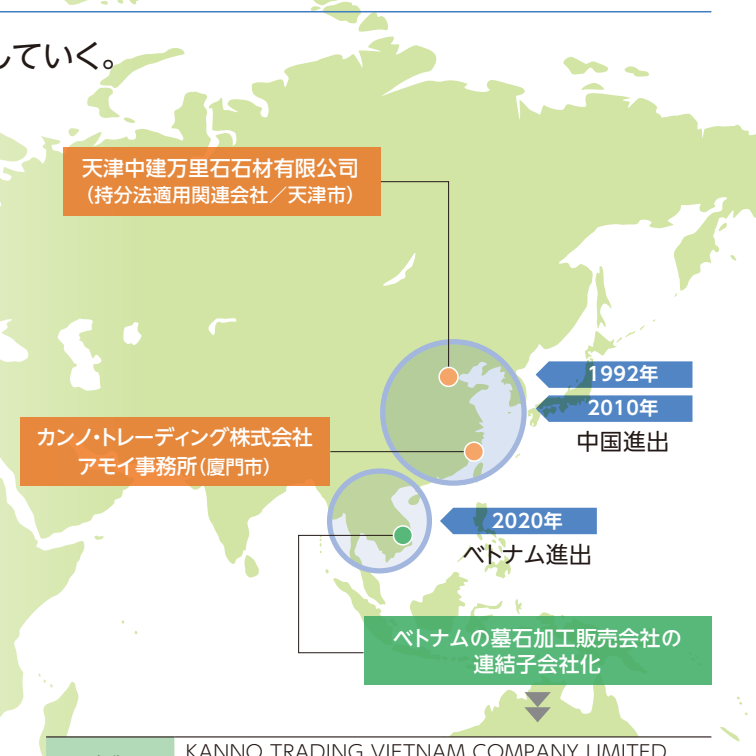 していく。
天津中建万里石石材有限公司
（持分法適用関連会社／天津市）
1992年
2010年
中国進出
カンノ・トレーディング株式会社
アモイ事務所（廈門市）
2020年
ベトナム進出
ベトナムの墓石加工販売会社の
連結子会社化
KANNO TRADING VIETNAM COMPANY LIMITED